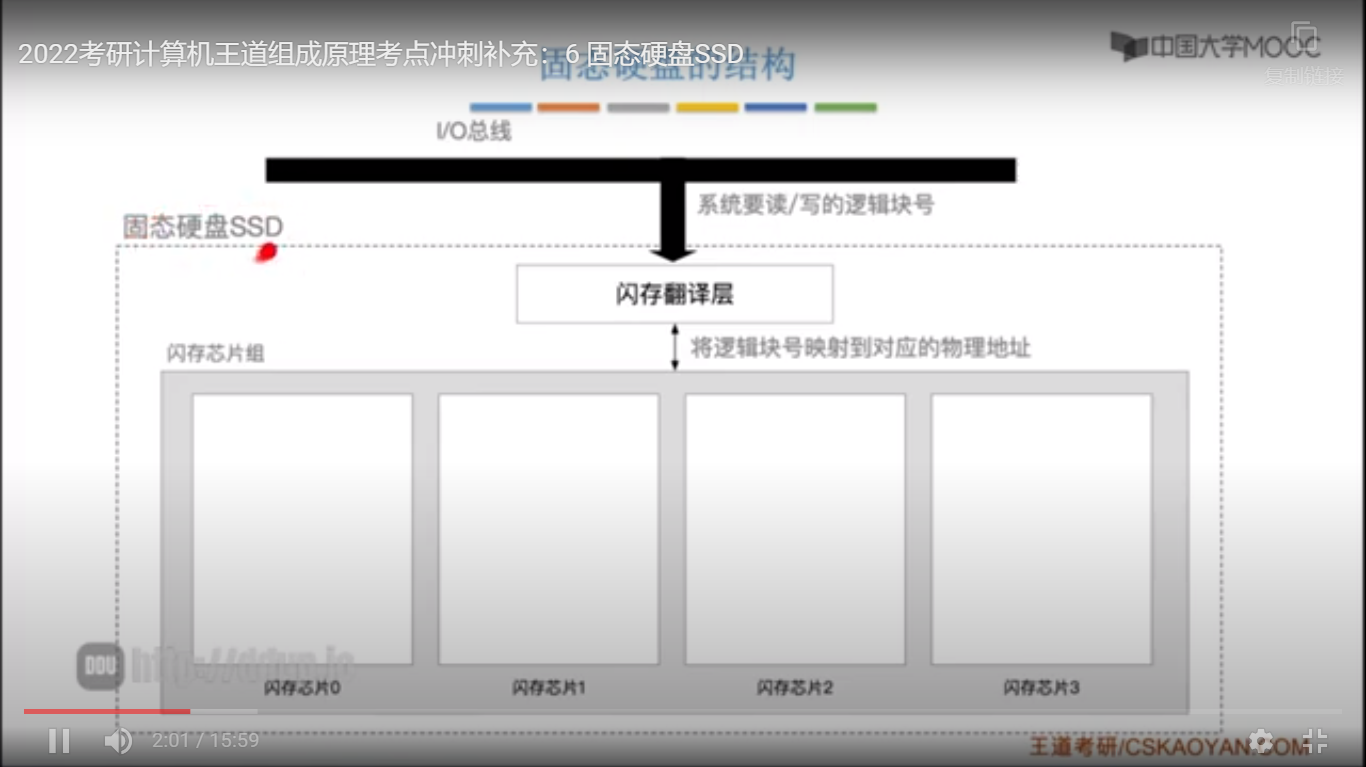 2022考研计算机王道组成原理考点冲刺补充：6 固态硬盘SSD
中国大学MOOC
固态硬盘的结构
复制链接
I/O总线
系统要读/写的逻辑块号
固态硬盘SSD
闪存翻译层
将逻辑块号映射到对应的物理地址
闪存芯片组
DDU
闪存芯片0
闪存芯片1
闪存芯片2
闪存芯片3
2:01 / 15:59
王道考研/CSKAOYAN.COM